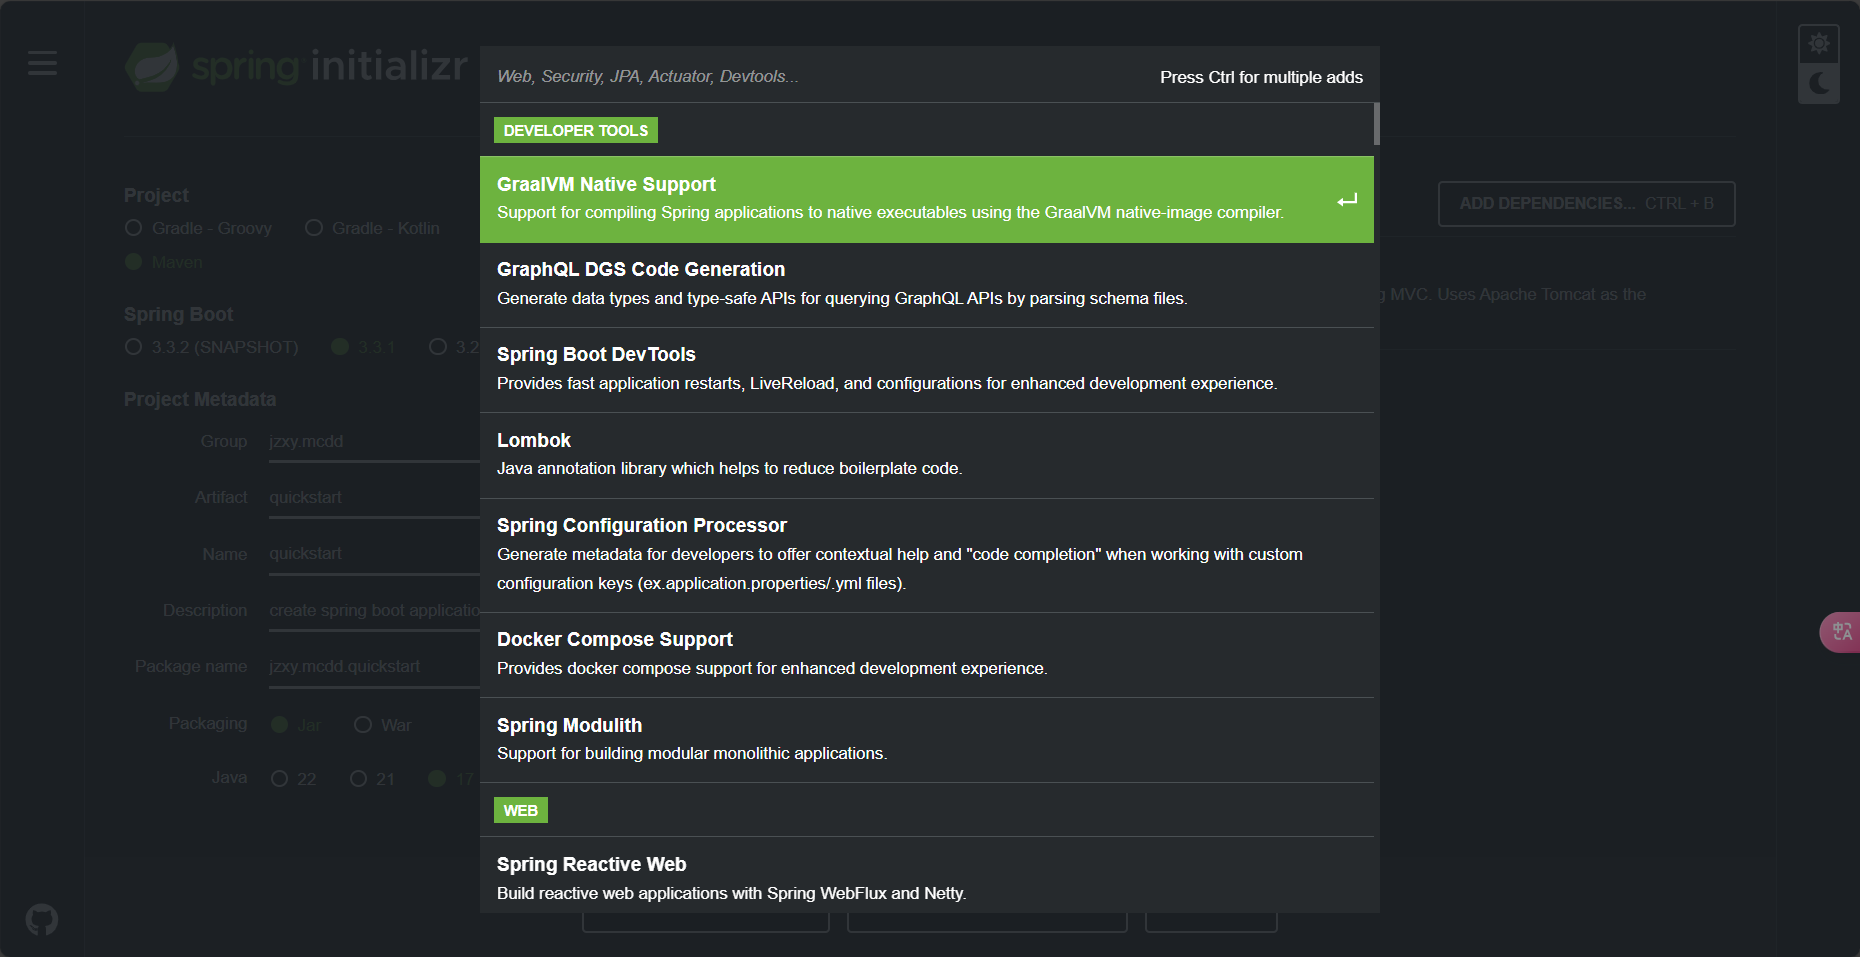 spring initializr
Web, Security, JPA, Actuator, Devtools...
Press Ctrl for multiple adds
DEVELOPER TOOLS
GraalVM Native Support
Support for compiling Spring applications to native executables using the GraalVM native-image compiler.
GraphQL DGS Code Generation
Generate data types and type-safe APIs for querying GraphQL APIs by parsing schema files.
Spring Boot DevTools
Provides fast application restarts, LiveReload, and configurations for enhanced development experience.
Lombok
Java annotation library which helps to reduce boilerplate code.
Spring Configuration Processor
Generate metadata for developers to offer contextual help and "code completion" when working with custom
configuration keys (ex.application.properties/.yml files).
Docker Compose Support
Provides docker compose support for enhanced development experience.
Spring Modulith
Support for building modular monolithic applications.
WEB
Spring Reactive Web
Build reactive web applications with Spring WebFlux and Netty.
Project
Gradle - Groovy
Gradle - Kotlin
Maven
Spring Boot
3.3.2 (SNAPSHOT)
3.3.1
3.2
Project Metadata
Group
jzxy.mcdd
Artifact
quickstart
Name
quickstart
Description
create spring boot applicatio
Package name
jzxy.mcdd.quickstart
Packaging
Jar
War
Java
22
21
17
ADD DEPENDENCIES... CTRL + B
MVC. Uses Apache Tomcat as the